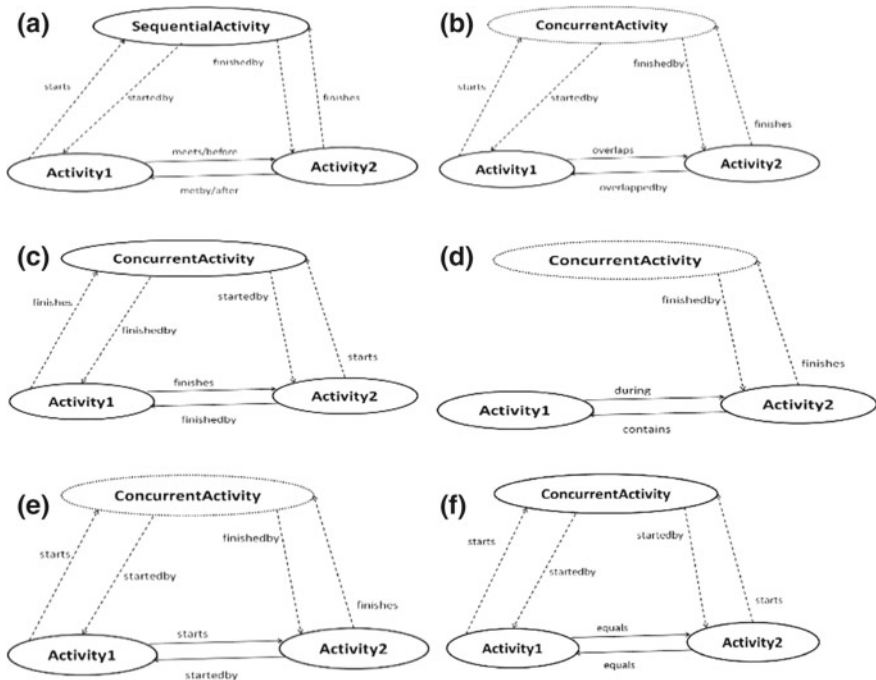 (a)
SequentialActivity
finishedby
starts
startedby
finishes
meets/before
Activity1
Activity2
metby/after
(b)
ConcurrentActivity
finishedby
starts
startedby
finishes
overlaps
Activity1
Activity2
overlappedby
(c)
ConcurrentActivity
finishes
startedby
finishedby
starts
finishes
Activity1
Activity2
finishedby
(d)
ConcurrentActivity
finishedby
finishes
during
Activity1
Activity2
contains
(e)
ConcurrentActivity
finishedby
starts
startedby
finishes
starts
Activity1
Activity2
startedby
(f)
ConcurrentActivity
startedby
starts
startedby
starts
equals
Activity1
Activity2
equals